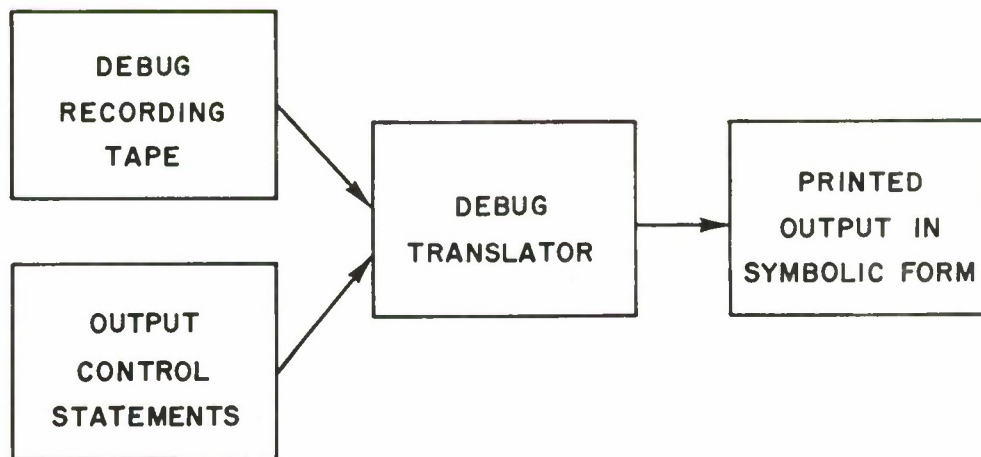 DEBUG
RECORDING
TAPE
OUTPUT
CONTROL
STATEMENTS
DEBUG
TRANSLATOR
PRINTED
OUTPUT IN
SYMBOLIC FORM